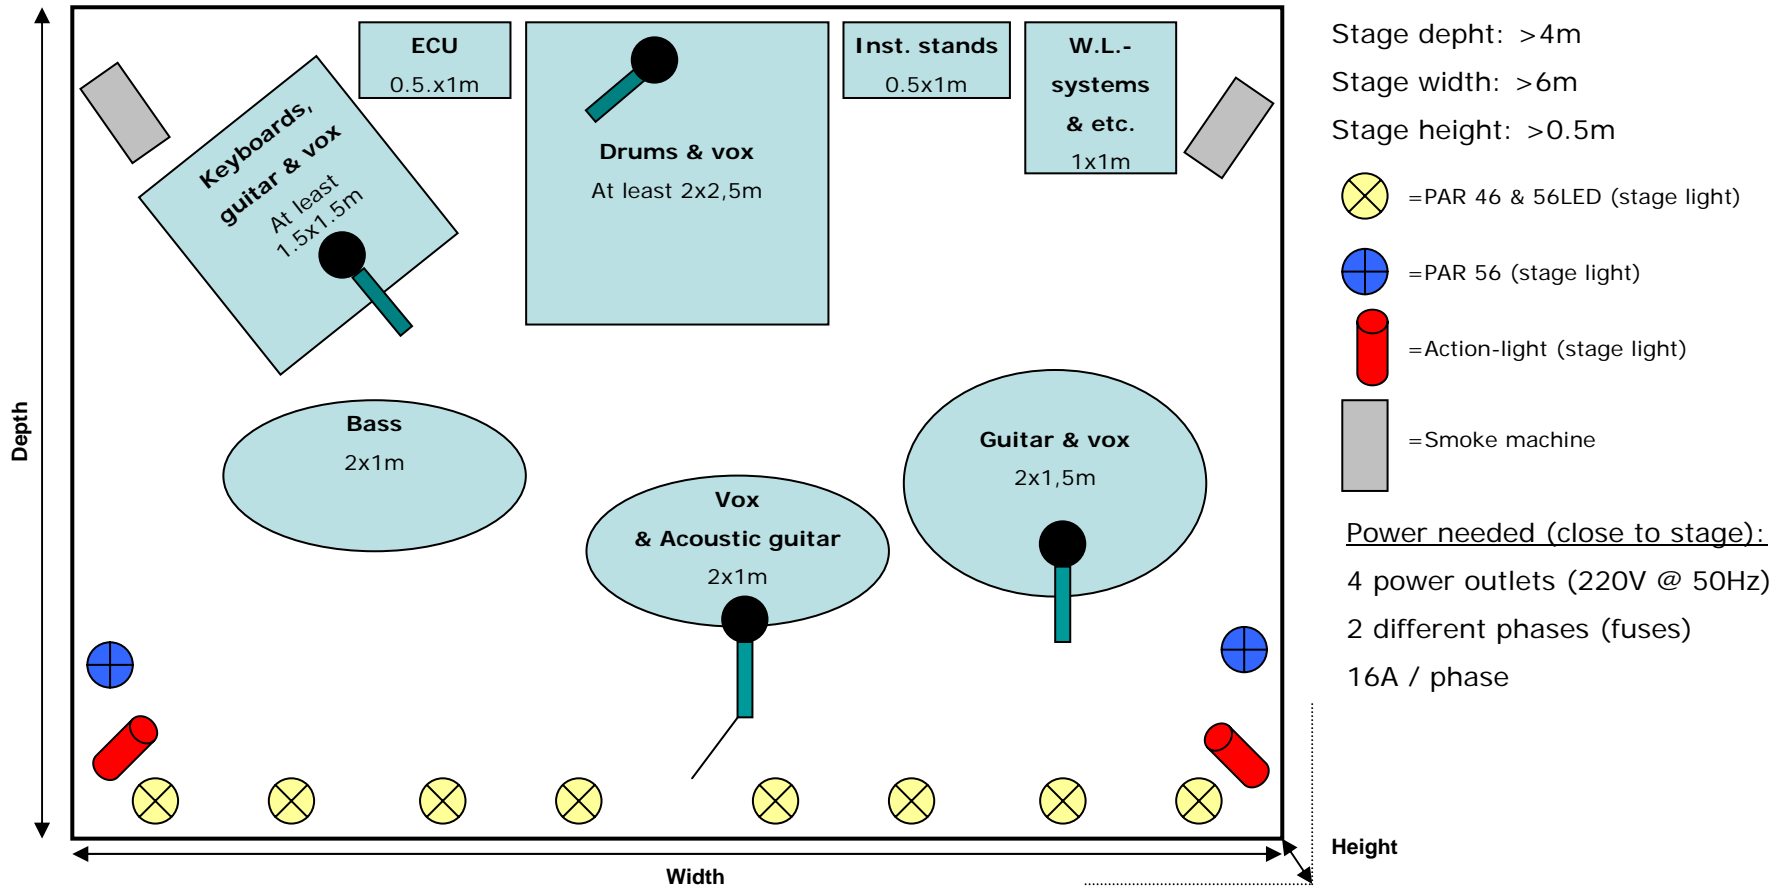 ECU
0.5.x1m
Inst. stands
0.5x1m
W.L.-
systems
& etc.
1x1m
Keyboards,
guitar & vox
At least
1.5x1.5m
Drums & vox
At least 2x2,5m
Bass
2x1m
Vox
& Acoustic guitar
2x1m
Guitar & vox
2x1,5m
Depth
Width
Height
Stage depht: >4m
Stage width: >6m
Stage height: >0.5m
=PAR 46 & 56LED (stage light)
=PAR 56 (stage light)
=Action-light (stage light)
=Smoke machine
Power needed (close to stage):
4 power outlets (220V @ 50Hz)
2 different phases (fuses)
16A / phase